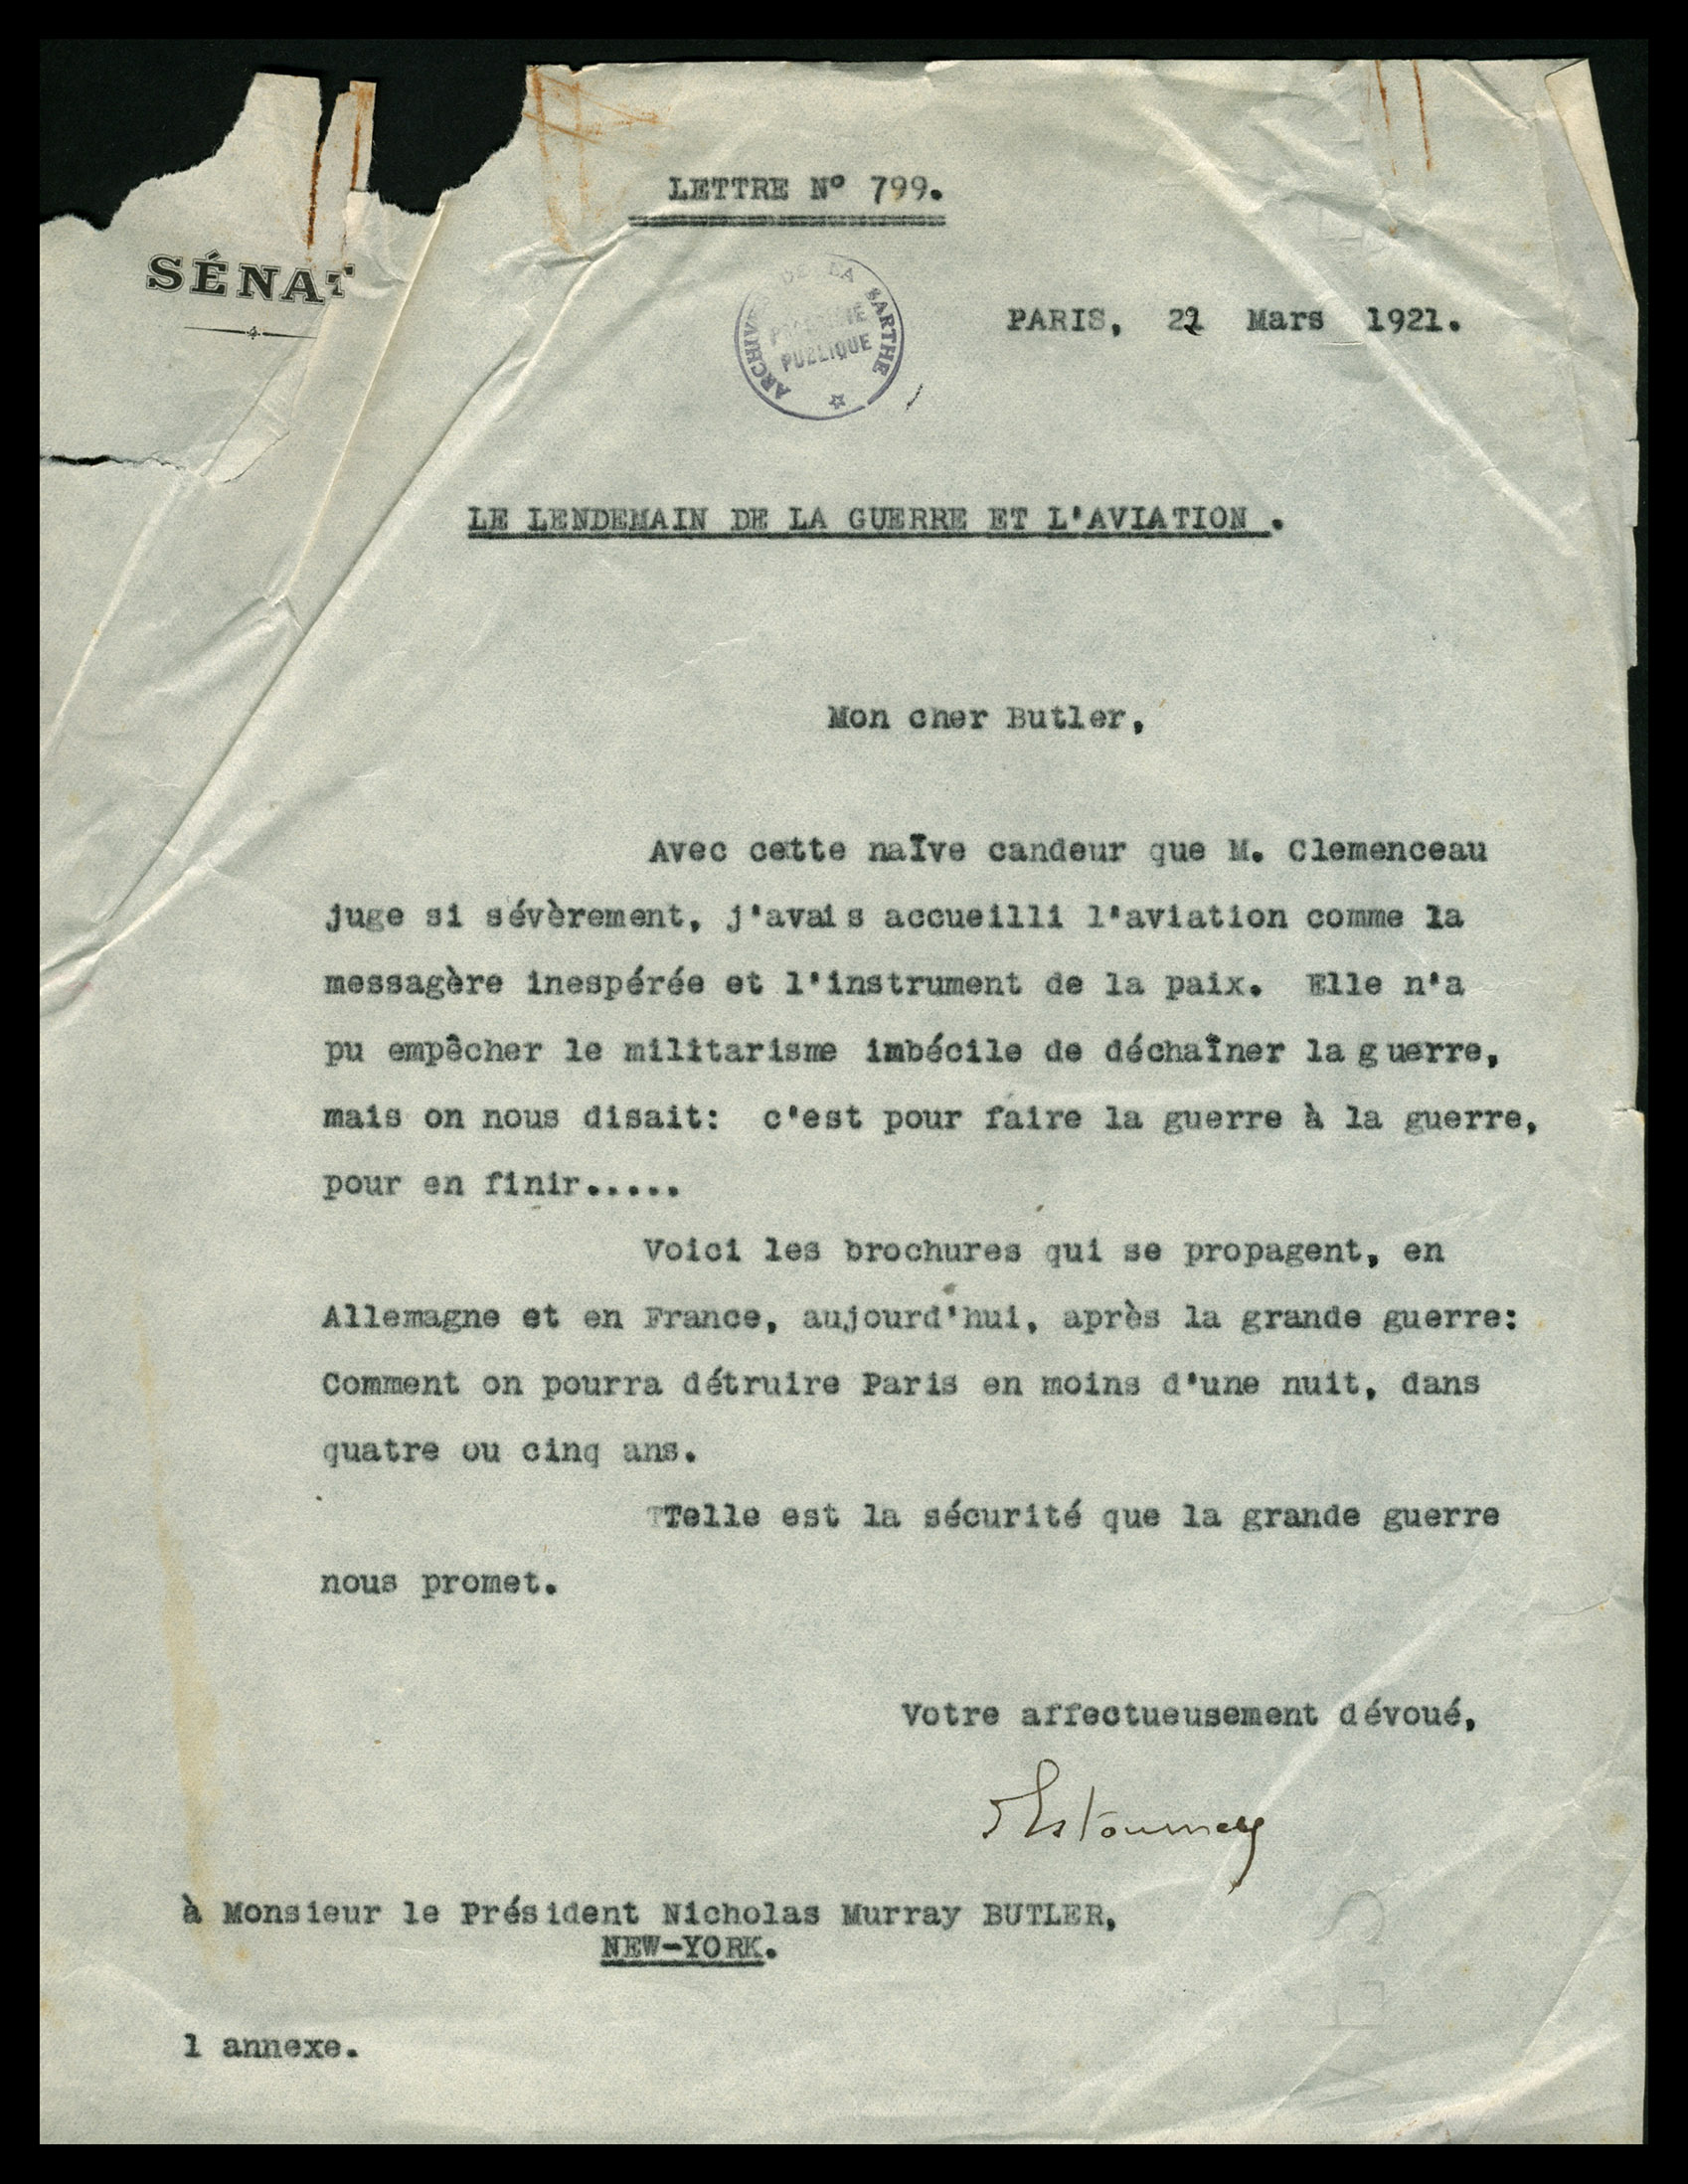 LETTRE Nº 799.
SÉNAT
ARCHIVES DE LA SARTHE
PROPRIÉTÉ
PUBLIQUE
PARIS, 22 Mars 1921.
LE LENDEMAIN DE LA GUERRE ET L'AVIATION .
Mon cher Butler,
Avec cette naïve candeur que M. Clemenceau
juge si sévèrement, j'avais accueilli l'aviation comme la
messagère inespérée et l'instrument de la paix. Elle n'a
pu empêcher le militarisme imbécile de déchaîner la guerre,
mais on nous disait: c'est pour faire la guerre à la guerre,
pour en finir.....
Voici les brochures qui se propagent, en
Allemagne et en France, aujourd'hui, après la grande guerre:
Comment on pourra détruire Paris en moins d'une nuit, dans
quatre ou cinq ans.
TTelle est la sécurité que la grande guerre
nous promet.
Votre affectueusement dévoué,
d'Estournelles
à Monsieur le Président Nicholas Murray BUTLER,
NEW-YORK.
1 annexe.